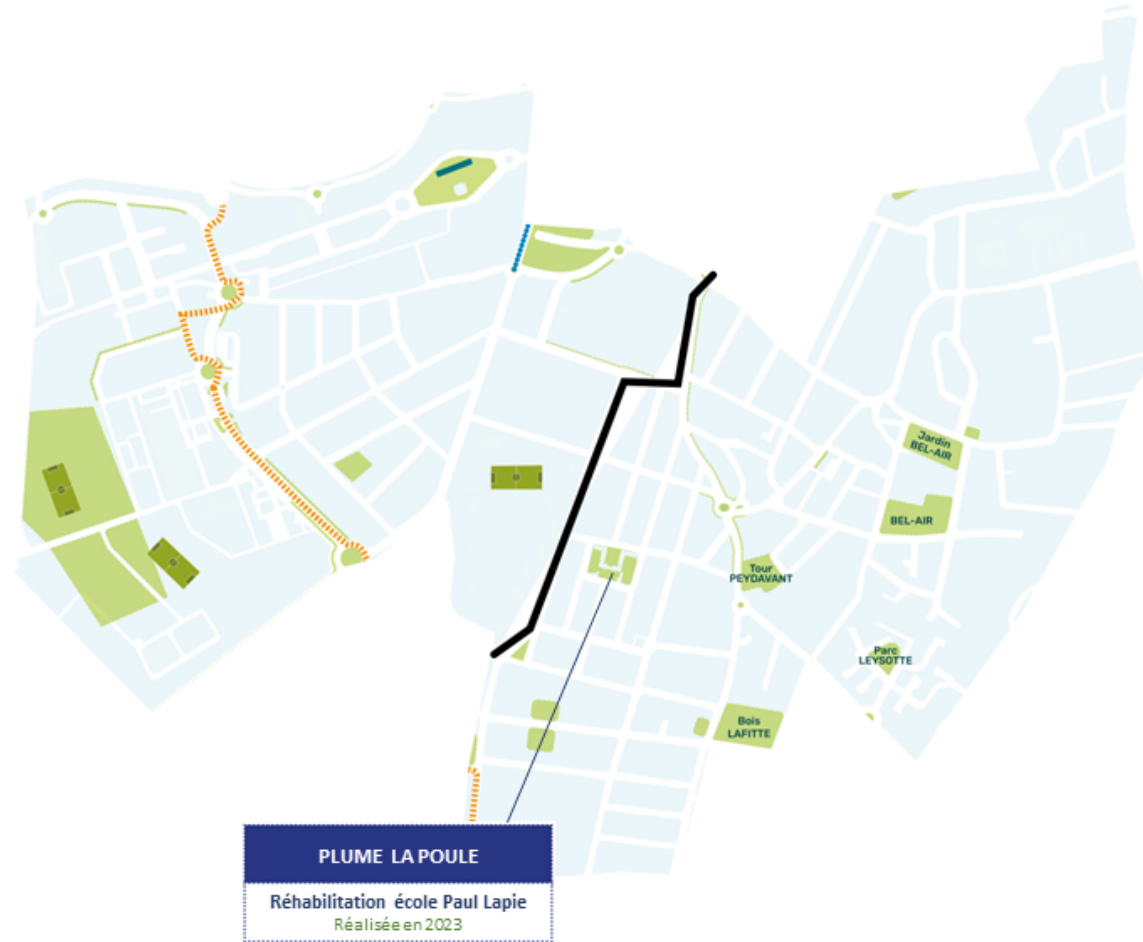 Jardin
BEL-AIR
BEL-AIR
Tour
PEYDAVANT
Parc
LEYSOTTE
Bois
LAFITTE
PLUME LA POULE
Réhabilitation école Paul Lapie
Réalisée en 2023